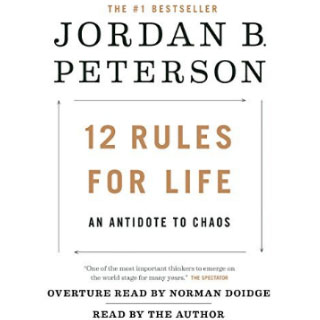 THE #1 BESTSELLER
JORDAN B.
PETERSON
12 RULES
FOR LIFE
AN ANTIDOTE TO CHAOS
"One of the most important thinkers to emerge on
the world stage for many years." THE SPECTATOR
OVERTURE READ BY NORMAN DOIDGE
READ BY THE AUTHOR